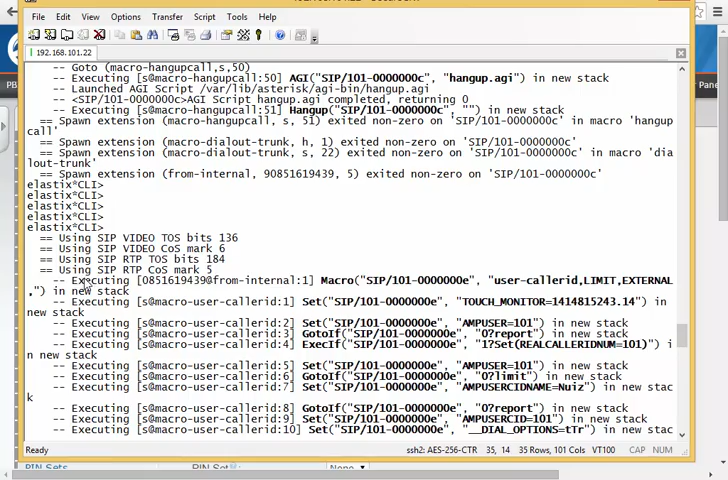 File Edit View Options Transfer Script Tools Help
192.168.101.22
-- Goto (macro-hangupcall,s,50)
-- Executing [s@macro-hangupcall:50] AGI("SIP/101-0000000c", "hangup.agi") in new stack
-- Launched AGI Script /var/lib/asterisk/agi-bin/hangup.agi
-- <SIP/101-0000000c>AGI Script hangup.agi completed, returning 0
-- Executing [s@macro-hangupcall:51] Hangup("SIP/101-0000000c", "") in new stack
== Spawn extension (macro-hangupcall, s, 51) exited non-zero on 'SIP/101-0000000c' in macro 'hangup
call'
== Spawn extension (macro-dialout-trunk, h, 1) exited non-zero on 'SIP/101-0000000c'
== Spawn extension (macro-dialout-trunk, s, 22) exited non-zero on 'SIP/101-0000000c' in macro 'dia
lout-trunk'
== Spawn extension (from-internal, 90851619439, 5) exited non-zero on 'SIP/101-0000000c'
elastix*CLI>
elastix*CLI>
elastix*CLI>
elastix*CLI>
elastix*CLI>
== Using SIP VIDEO TOS bits 136
== Using SIP VIDEO CoS mark 6
== Using SIP RTP TOS bits 184
== Using SIP RTP CoS mark 5
-- Executing [0851619439@from-internal:1] Macro("SIP/101-0000000e", "user-callerid,LIMIT,EXTERNAL
,") in new stack
-- Executing [s@macro-user-callerid:1] Set("SIP/101-0000000e", "TOUCH_MONITOR=1414815243.14") in
new stack
-- Executing [s@macro-user-callerid:2] Set("SIP/101-0000000e", "AMPUSER=101") in new stack
-- Executing [s@macro-user-callerid:3] GotoIf("SIP/101-0000000e", "0?report") in new stack
-- Executing [s@macro-user-callerid:4] ExecIf("SIP/101-0000000e", "1?Set(REALCALLERIDNUM=101)") i
n new stack
-- Executing [s@macro-user-callerid:5] Set("SIP/101-0000000e", "AMPUSER=101") in new stack
-- Executing [s@macro-user-callerid:6] GotoIf("SIP/101-0000000e", "0?limit") in new stack
-- Executing [s@macro-user-callerid:7] Set("SIP/101-0000000e", "AMPUSERCIDNAME=Nuiz") in new stac
k
-- Executing [s@macro-user-callerid:8] GotoIf("SIP/101-0000000e", "0?report") in new stack
-- Executing [s@macro-user-callerid:9] Set("SIP/101-0000000e", "AMPUSERCID=101") in new stack
-- Executing [s@macro-user-callerid:10] Set("SIP/101-0000000e", "__DIAL_OPTIONS=tTr") in new stac
Ready ssh2: AES-256-CTR 35, 14 35 Rows, 101 Cols VT100 CAP NUM
PB
Panel
PIN Sets PIN Set: None